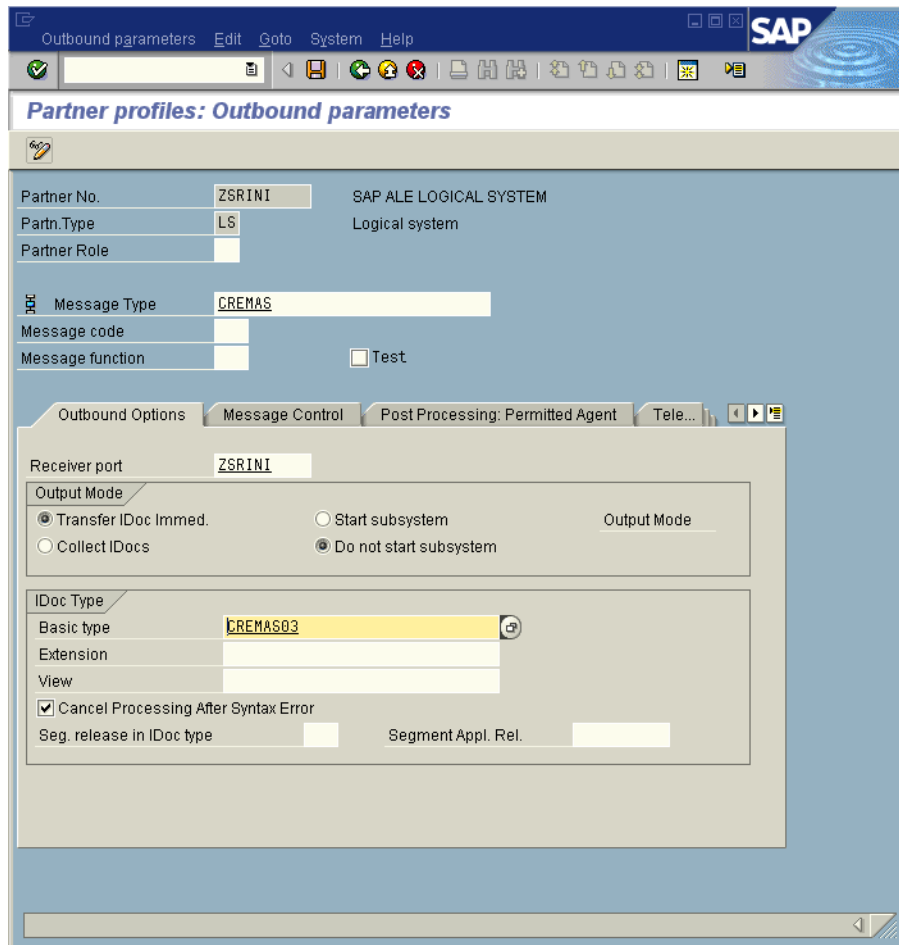 Outbound parameters Edit Goto System Help
SAP
Partner profiles: Outbound parameters
Partner No. ZSRINI SAP ALE LOGICAL SYSTEM
Partn.Type LS Logical system
Partner Role
Message Type CREMAS
Message code
Message function Test
Outbound Options Message Control Post Processing: Permitted Agent Tele...
Receiver port ZSRINI
Output Mode
Transfer IDoc Immed. Start subsystem Output Mode
Collect IDocs Do not start subsystem
IDoc Type
Basic type CREMAS03
Extension
View
Cancel Processing After Syntax Error
Seg. release in IDoc type Segment Appl. Rel.